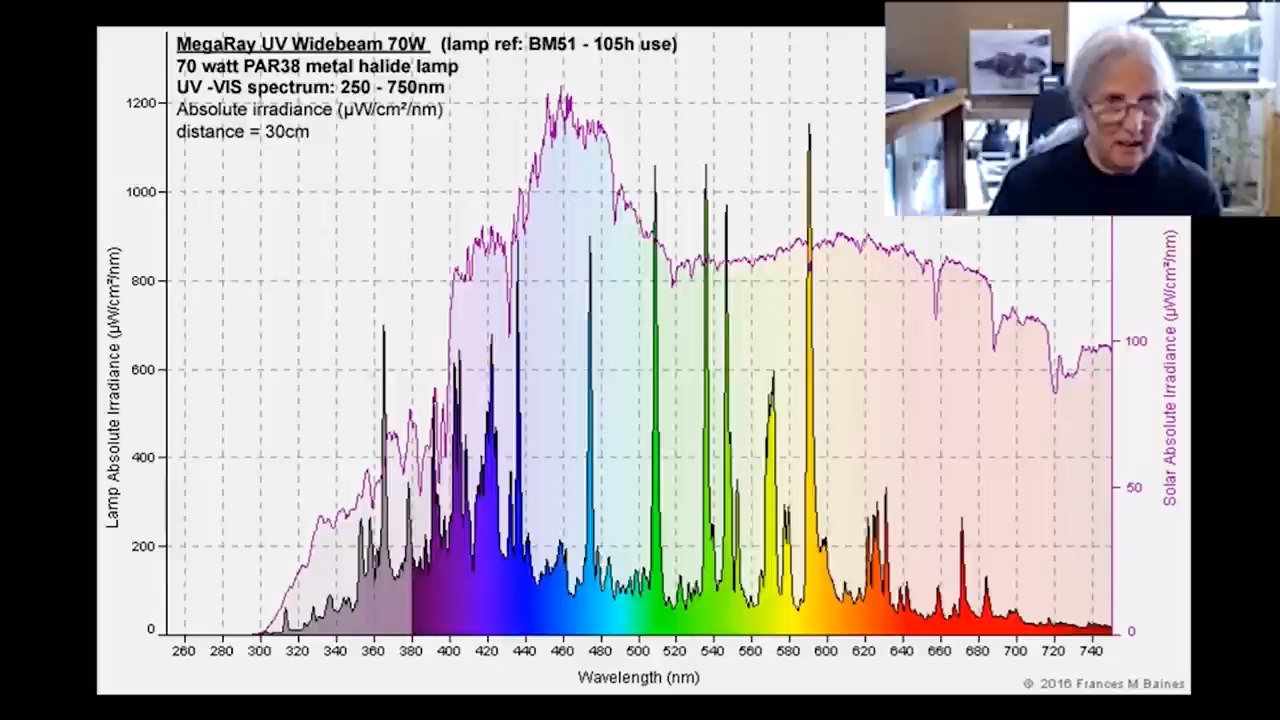 MegaRay UV Widebeam 70W (lamp ref: BM51 - 105h use)
70 watt PAR38 metal halide lamp
UV -VIS spectrum: 250 - 750nm
Absolute irradiance (µW/cm²/nm)
distance = 30cm
1200
1000
800
600
400
200
0
Lamp Absolute Irradiance (µW/cm²/nm)
100
50
0
Solar Absolute Irradiance (µW/cm²/nm)
260 280 300 320 340 360 380 400 420 440 460 480 500 520 540 560 580 600 620 640 660 680 700 720 740
Wavelength (nm)
© 2016 Frances M Baines